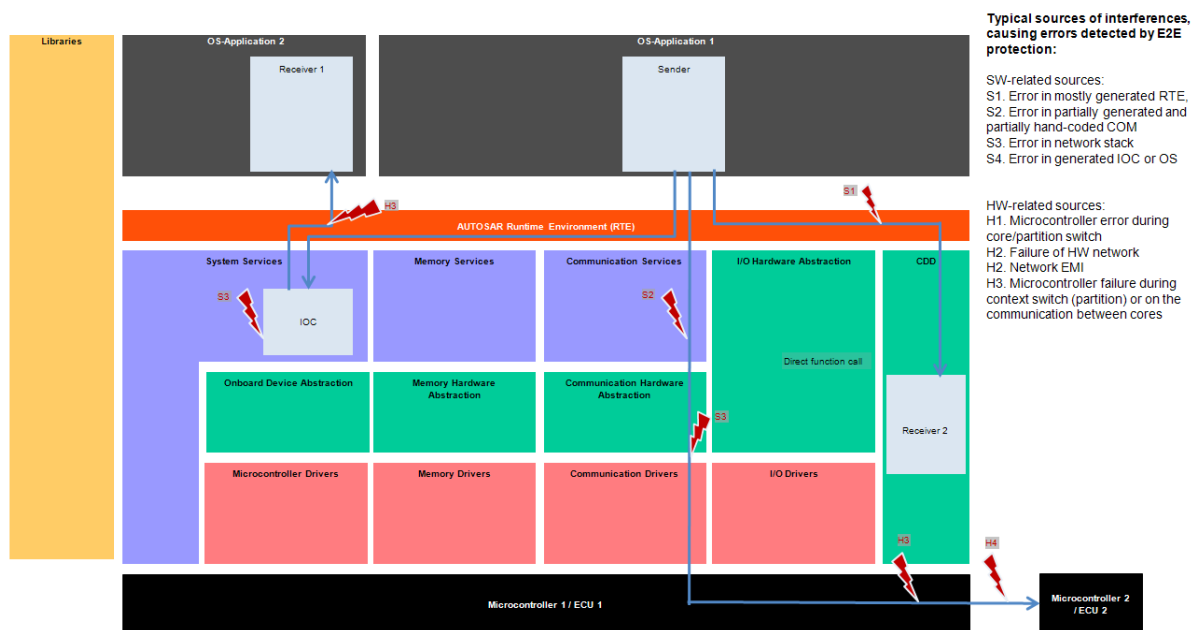 Typical sources of interferences,
causing errors detected by E2E
protection:
SW-related sources:
S1. Error in mostly generated RTE,
S2. Error in partially generated and
partially hand-coded COM
S3. Error in network stack
S4. Error in generated IOC or OS
HW-related sources:
H1. Microcontroller error during
core/partition switch
H2. Failure of HW network
H2. Network EMI
H3. Microcontroller failure during
context switch (partition) or on the
communication between cores
Libraries
OS-Application 2
OS-Application 1
Receiver 1
Sender
S1
H3
AUTOSAR Runtime Environment (RTE)
System Services
Memory Services
Communication Services
I/O Hardware Abstraction
CDD
S3
S2
IOC
Direct function call
Onboard Device Abstraction
Memory Hardware
Abstraction
Communication Hardware
Abstraction
S3
Receiver 2
Microcontroller Drivers
Memory Drivers
Communication Drivers
I/O Drivers
H3
H4
Microcontroller 1 / ECU 1
Microcontroller 2
/ ECU 2